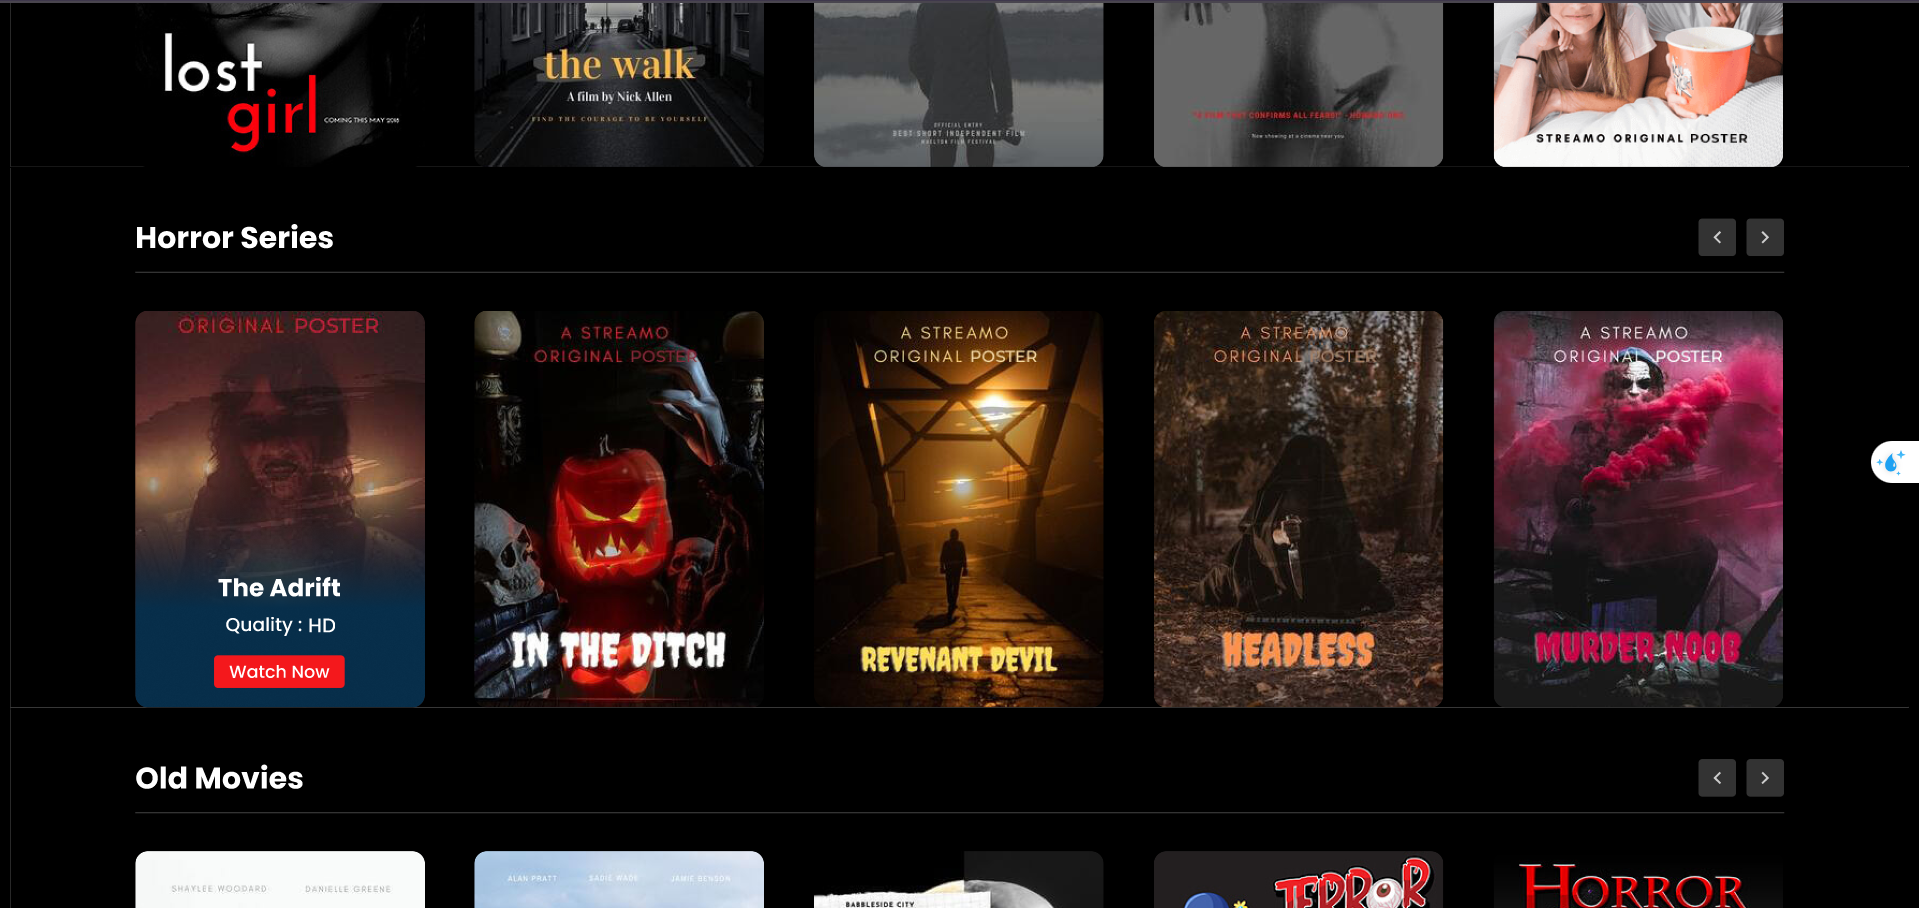 lost
girl
COMING THIS MAY 2018
the walk
A film by Nick Allen
FIND THE COURAGE TO BE YOURSELF
OFFICIAL ENTRY
BEST SHORT INDEPENDENT FILM
FILM FESTIVAL
"A FILM THAT CONFIRMS ALL FEARS!" -
Now showing at a cinema near you
STREAMO ORIGINAL POSTER
Horror Series
ORIGINAL POSTER
The Adrift
Quality : HD
Watch Now
A STREAMO
ORIGINAL POSTER
IN THE DITCH
A STREAMO
ORIGINAL POSTER
REVENANT DEVIL
A STREAMO
ORIGINAL POSTER
HEADLESS
A STREAMO
ORIGINAL POSTER
MURDER NOOB
Old Movies
SHAYLEE WOODARD
DANIELLE GREENE
ALAN PRATT
SADIE WADE
JAMIE BENSON
BABBLESIDE CITY
TERROR
HORROR